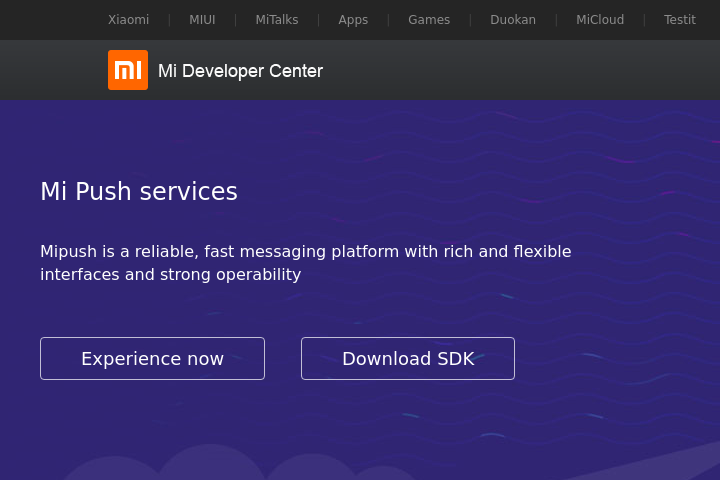 Xiaomi | MIUI | MiTalks | Apps | Games | Duokan | MiCloud | Testit
MI Mi Developer Center
Mi Push services
Mipush is a reliable, fast messaging platform with rich and flexible
interfaces and strong operability
Experience now Download SDK